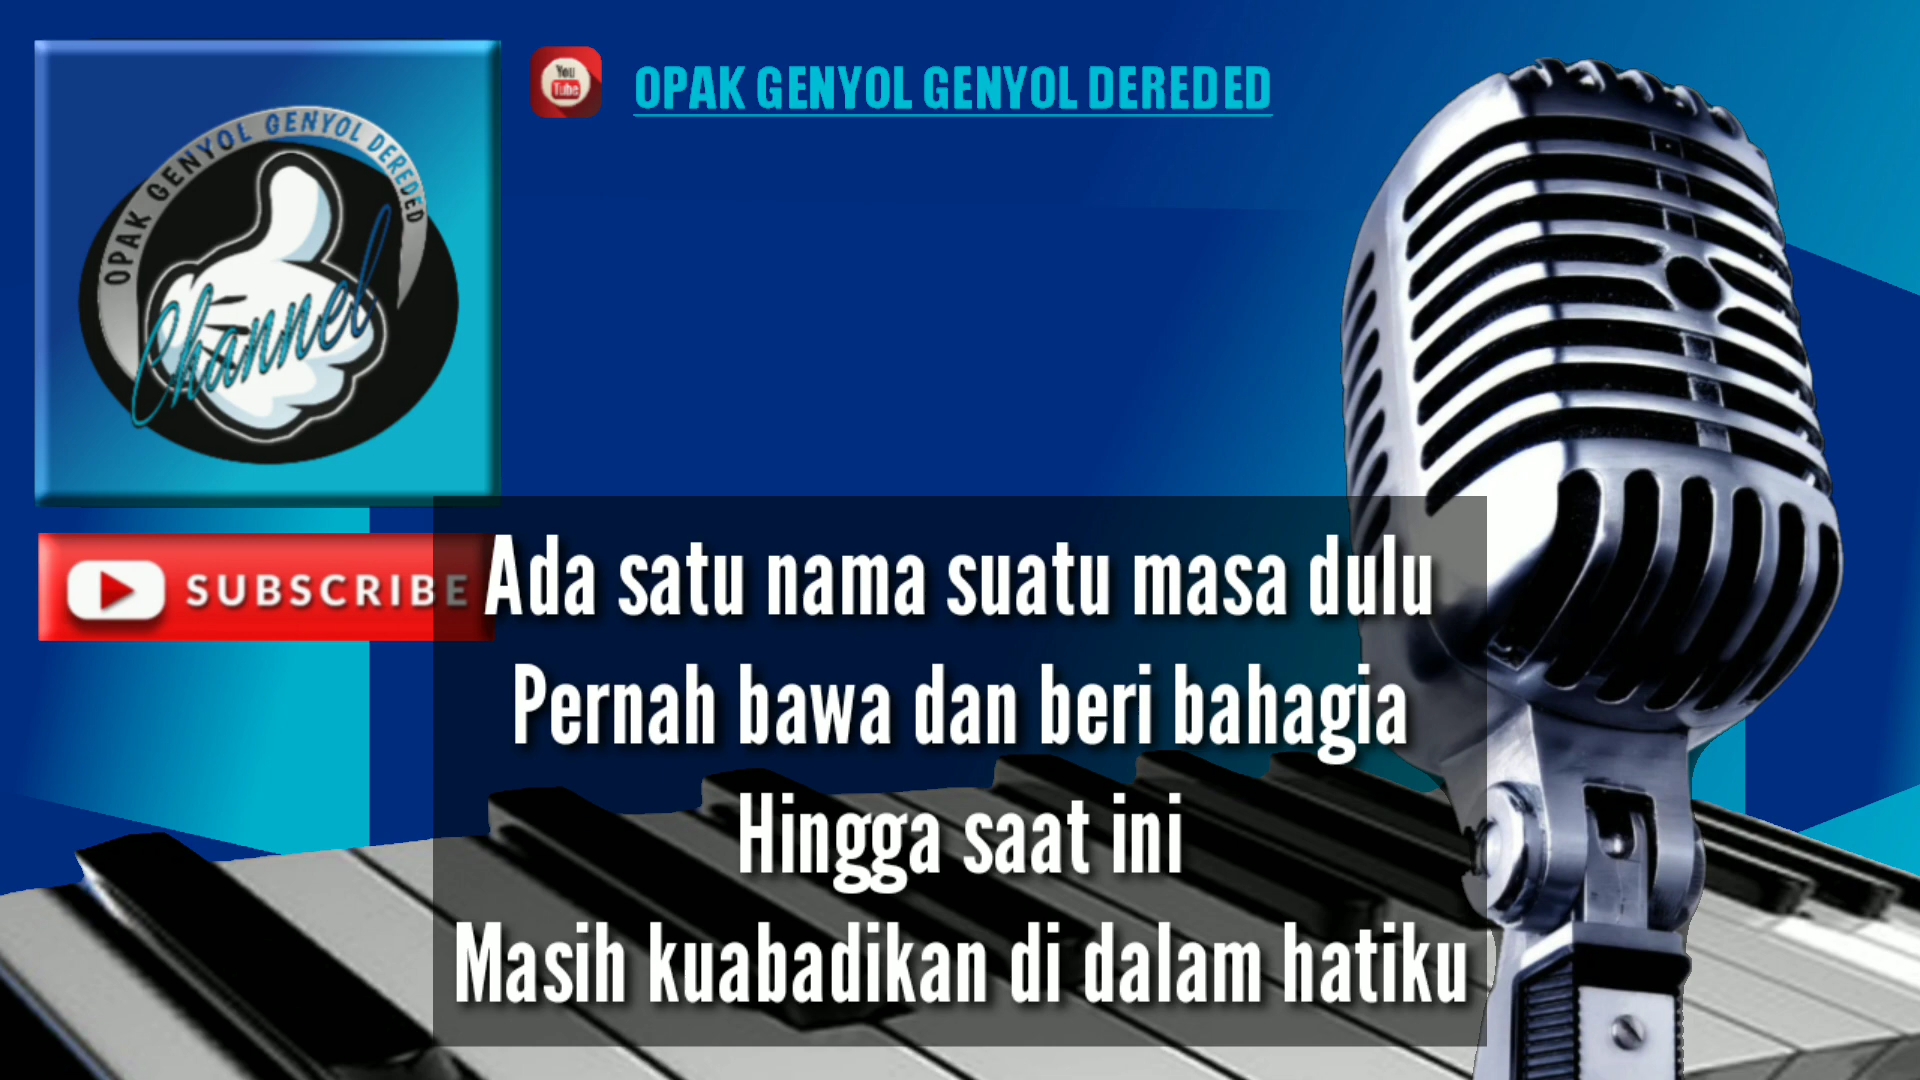 OPAK GENYOL GENYOL DEREDED
Channel
You
Tube
OPAK GENYOL GENYOL DEREDED
SUBSCRIBE
Ada satu nama suatu masa dulu
Pernah bawa dan beri bahagia
Hingga saat ini
Masih kuabadikan di dalam hatiku